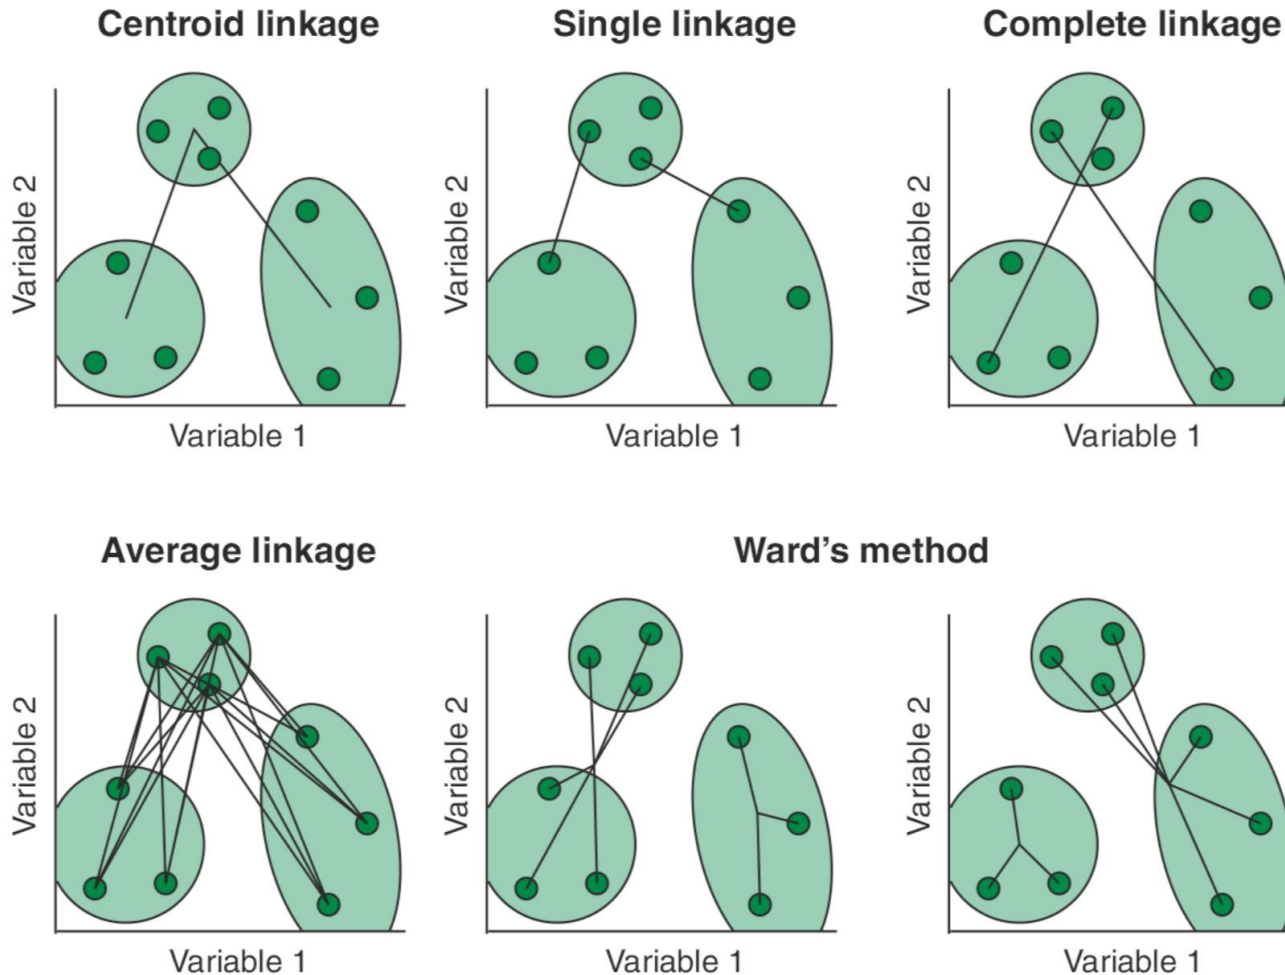 Centroid linkage
Single linkage
Complete linkage
Variable 2
Variable 2
Variable 2
Variable 1
Variable 1
Variable 1
Average linkage
Ward's method
Variable 2
Variable 2
Variable 2
Variable 1
Variable 1
Variable 1